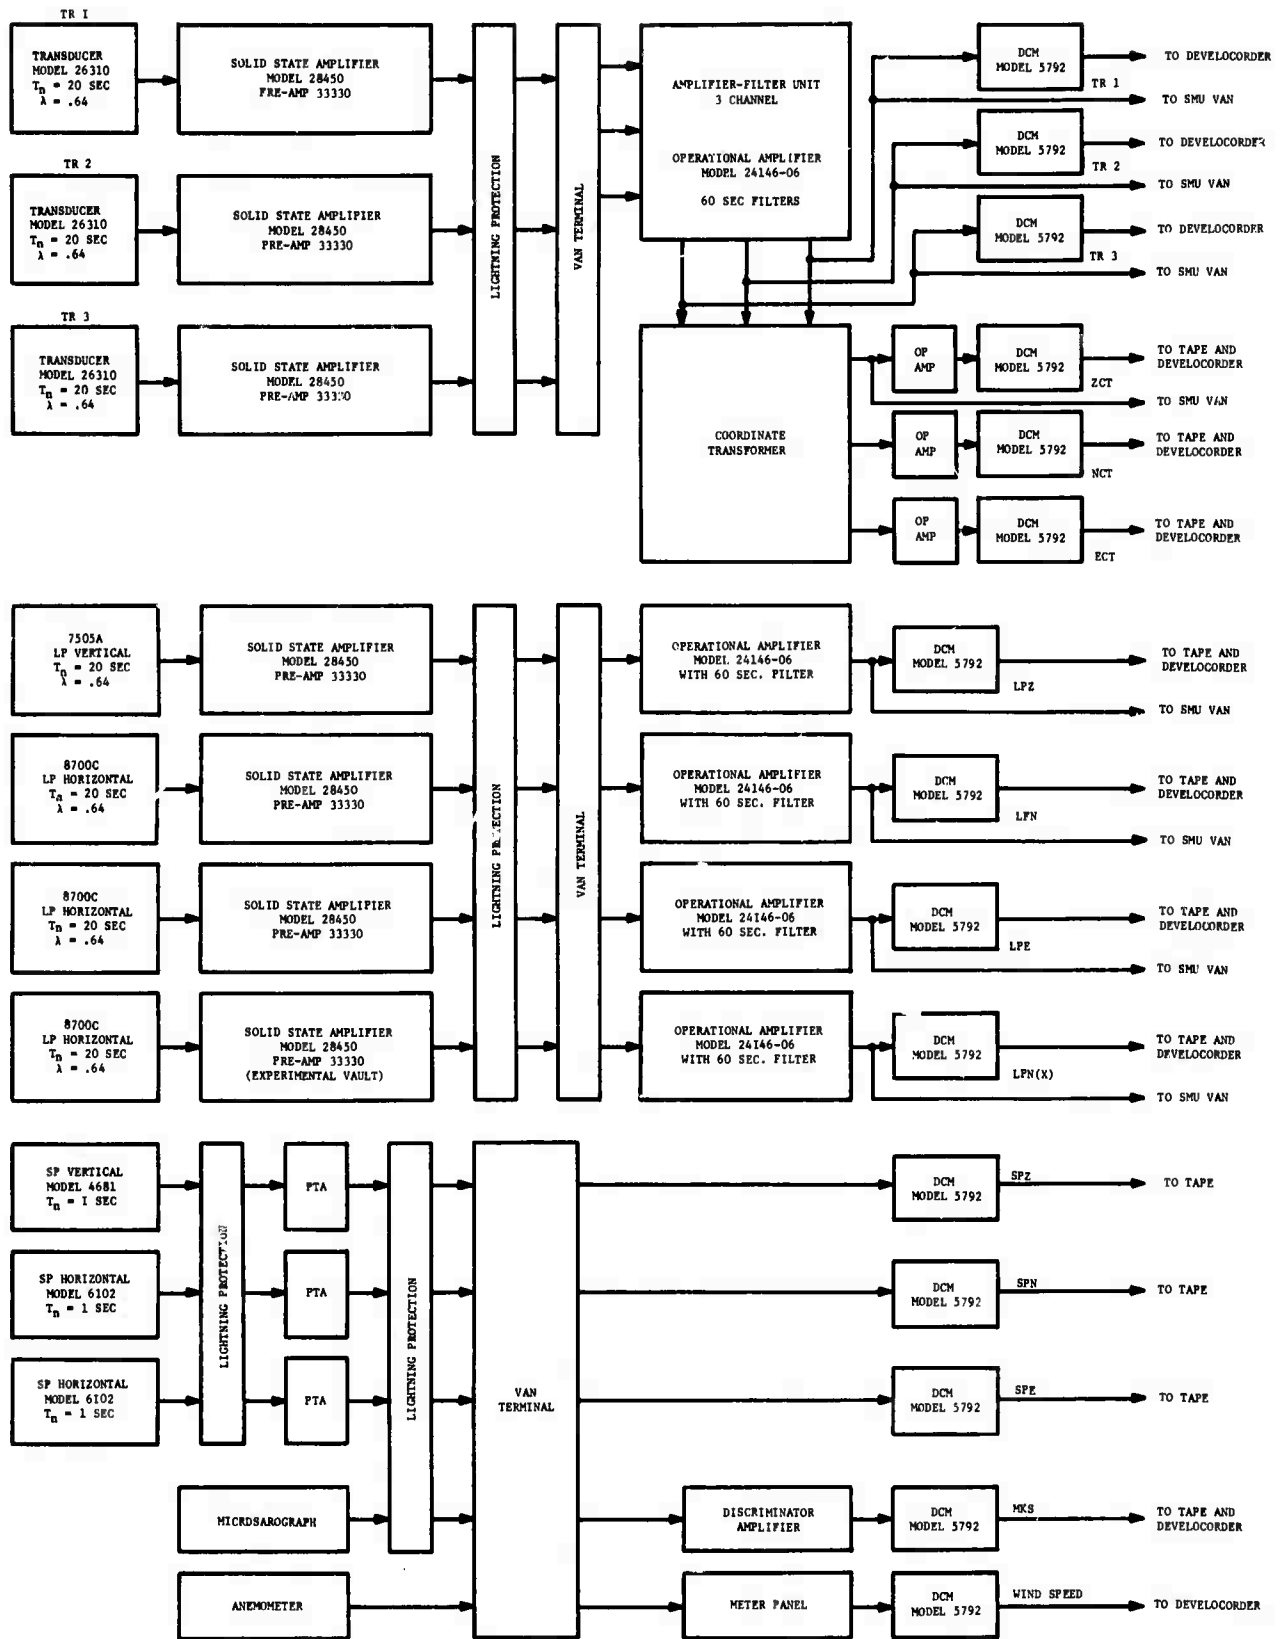 TR I
TRANSDUCER
MODEL 26310
Tn = 20 SEC
λ = .64
SOLID STATE AMPLIFIER
MODEL 28450
PRE-AMP 33330
TR 2
TRANSDUCER
MODEL 26310
Tn = 20 SEC
λ = .64
SOLID STATE AMPLIFIER
MODEL 28450
PRE-AMP 33330
TR 3
TRANSDUCER
MODEL 26310
Tn = 20 SEC
λ = .64
SOLID STATE AMPLIFIER
MODEL 28450
PRE-AMP 33330
LIGHTNING PROTECTION
VAN TERMINAL
AMPLIFIER-FILTER UNIT
3 CHANNEL
OPERATIONAL AMPLIFIER
MODEL 24146-06
60 SEC FILTERS
DCM
MODEL 5792
TR 1
TO DEVELOCORDER
TO SMU VAN
DCM
MODEL 5792
TR 2
TO DEVELOCORDER
TO SMU VAN
DCM
MODEL 5792
TR 3
TO DEVELOCORDER
TO SMU VAN
COORDINATE
TRANSFORMER
OP
AMP
DCM
MODEL 5792
ZCT
TO TAPE AND
DEVELOCORDER
TO SMU VAN
OP
AMP
DCM
MODEL 5792
NCT
TO TAPE AND
DEVELOCORDER
OP
AMP
DCM
MODEL 5792
ECT
TO TAPE AND
DEVELOCORDER
7505A
LP VERTICAL
Tn = 20 SEC
λ = .64
SOLID STATE AMPLIFIER
MODEL 28450
PRE-AMP 33330
8700C
LP HORIZONTAL
Tn = 20 SEC
λ = .64
SOLID STATE AMPLIFIER
MODEL 28450
PRE-AMP 33330
8700C
LP HORIZONTAL
Tn = 20 SEC
λ = .64
SOLID STATE AMPLIFIER
MODEL 28450
PRE-AMP 33330
8700C
LP HORIZONTAL
Tn = 20 SEC
λ = .64
SOLID STATE AMPLIFIER
MODEL 28450
PRE-AMP 33330
(EXPERIMENTAL VAULT)
LIGHTNING PROTECTION
VAN TERMINAL
OPERATIONAL AMPLIFIER
MODEL 24146-06
WITH 60 SEC. FILTER
DCM
MODEL 5792
LPZ
TO TAPE AND
DEVELOCORDER
TO SMU VAN
OPERATIONAL AMPLIFIER
MODEL 24146-06
WITH 60 SEC. FILTER
DCM
MODEL 5792
LPN
TO TAPE AND
DEVELOCORDER
TO SMU VAN
OPERATIONAL AMPLIFIER
MODEL 24146-06
WITH 60 SEC. FILTER
DCM
MODEL 5792
LPE
TO TAPE AND
DEVELOCORDER
TO SMU VAN
OPERATIONAL AMPLIFIER
MODEL 24146-06
WITH 60 SEC. FILTER
DCM
MODEL 5792
LPN(X)
TO TAPE AND
DEVELOCORDER
TO SMU VAN
SP VERTICAL
MODEL 4681
Tn = 1 SEC
SP HORIZONTAL
MODEL 6102
Tn = 1 SEC
SP HORIZONTAL
MODEL 6102
Tn = 1 SEC
LIGHTNING PROTECTION
PTA
PTA
PTA
LIGHTNING PROTECTION
MICROSAROGRAPH
ANEMOMETER
VAN
TERMINAL
DCM
MODEL 5792
SPZ
TO TAPE
DCM
MODEL 5792
SPN
TO TAPE
DCM
MODEL 5792
SPE
TO TAPE
DISCRIMINATOR
AMPLIFIER
DCM
MODEL 5792
MKS
TO TAPE AND
DEVELOCORDER
METER PANEL
DCM
MODEL 5792
WIND SPEED
TO DEVELOCORDER